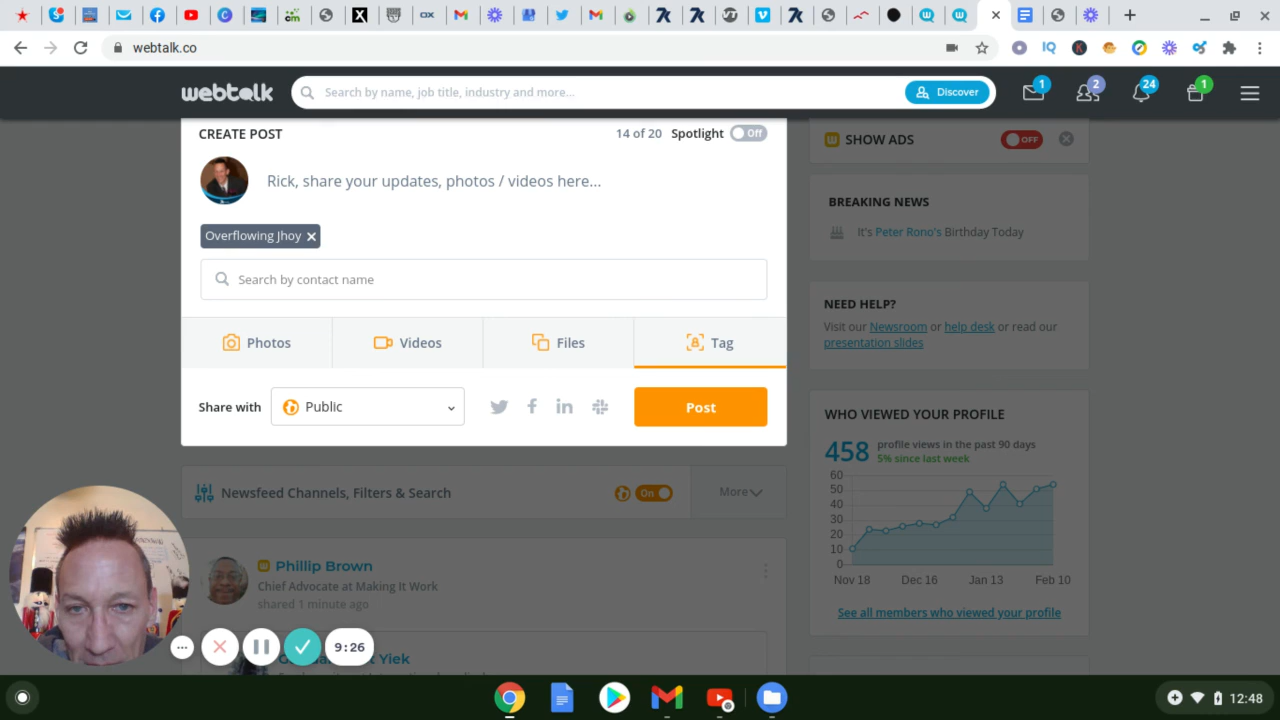 webtalk.co
webtalk
Search by name, job title, industry and more...
Discover
1
2
24
1
CREATE POST
14 of 20
Spotlight
Off
Rick, share your updates, photos / videos here...
Overflowing Jhoy
Search by contact name
Photos
Videos
Files
Tag
Share with
Public
Post
SHOW ADS
OFF
BREAKING NEWS
It's Peter Rono's Birthday Today
NEED HELP?
Visit our Newsroom or help desk or read our
presentation slides
WHO VIEWED YOUR PROFILE
458
profile views in the past 90 days
5% since last week
60
50
40
30
20
10
0
Nov 18
Dec 16
Jan 13
Feb 10
See all members who viewed your profile
Newsfeed Channels, Filters & Search
On
More
Phillip Brown
Chief Advocate at Making It Work
shared 1 minute ago
Yiek
9:26
12:48